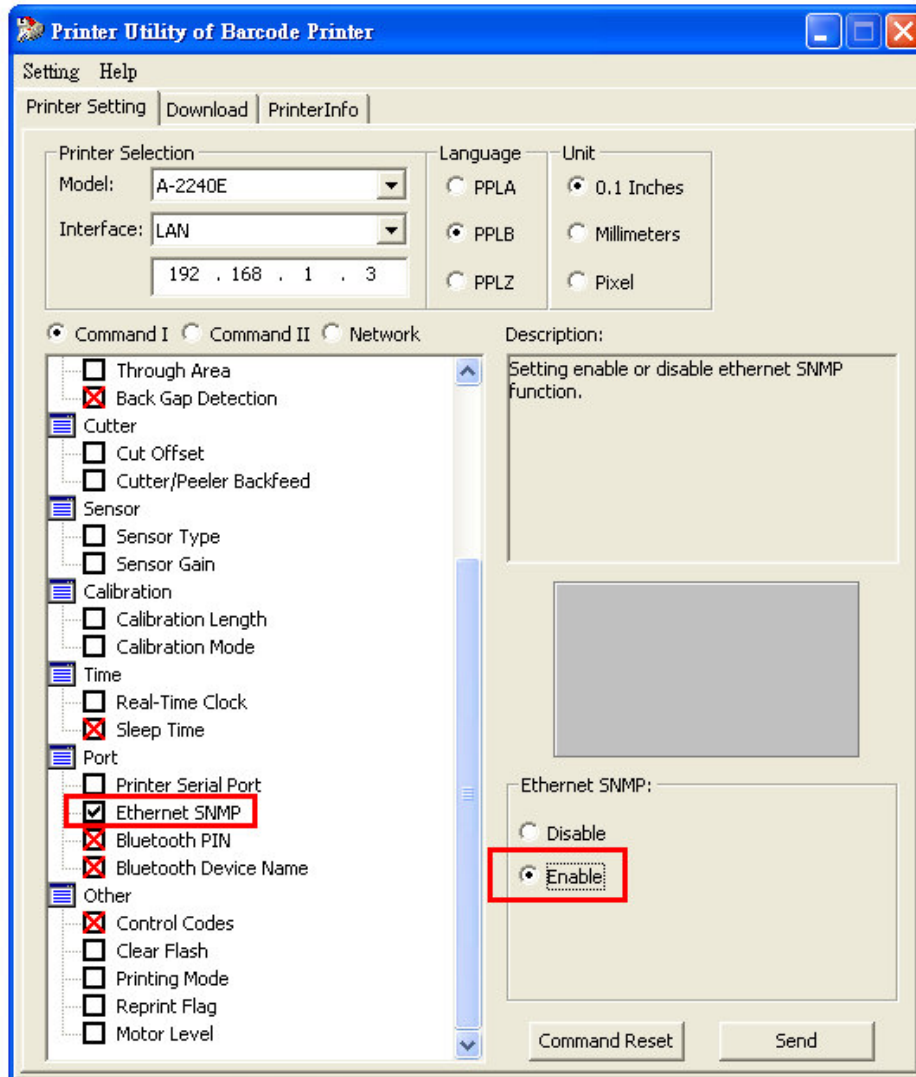 Printer Utility of Barcode Printer
Setting Help
Printer Setting Download PrinterInfo
Printer Selection
Model: A-2240E
Interface: LAN
192 . 168 . 1 . 3
Language
PPLA
PPLB
PPLZ
Unit
0.1 Inches
Millimeters
Pixel
Command I Command II Network
Through Area
Back Gap Detection
Cutter
Cut Offset
Cutter/Peeler Backfeed
Sensor
Sensor Type
Sensor Gain
Calibration
Calibration Length
Calibration Mode
Time
Real-Time Clock
Sleep Time
Port
Printer Serial Port
Ethernet SNMP
Bluetooth PIN
Bluetooth Device Name
Other
Control Codes
Clear Flash
Printing Mode
Reprint Flag
Motor Level
Description:
Setting enable or disable ethernet SNMP
function.
Ethernet SNMP:
Disable
Enable
Command Reset Send